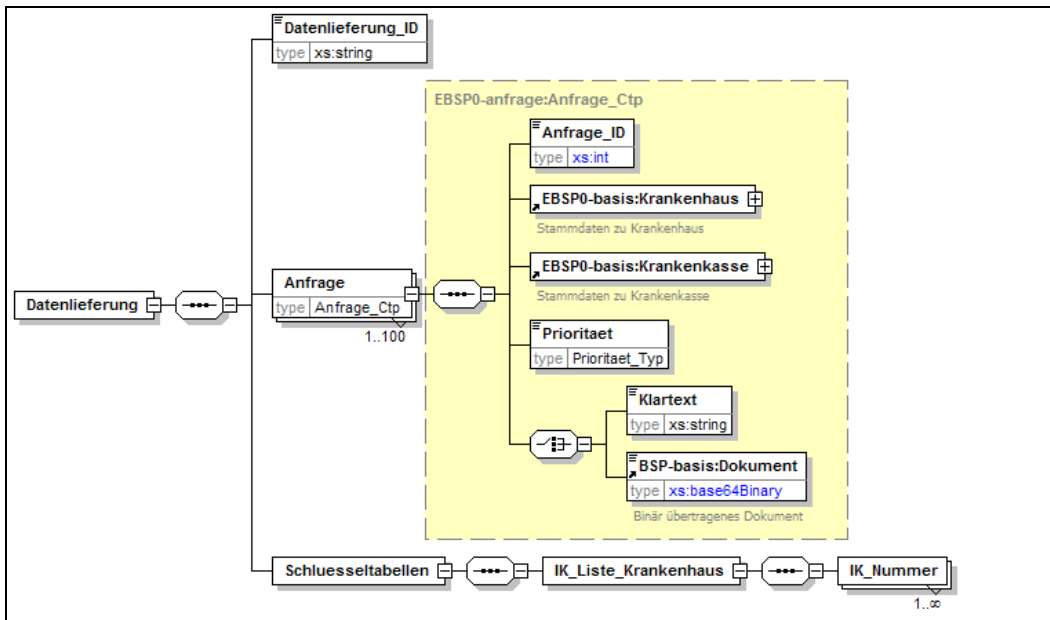 Datenlieferung_ID
type xs:string
EBSP0-anfrage:Anfrage_Ctp
Anfrage_ID
type xs:int
EBSP0-basis:Krankenhaus
Stammdaten zu Krankenhaus
EBSP0-basis:Krankenkasse
Stammdaten zu Krankenkasse
Datenlieferung
Anfrage
type Anfrage_Ctp
1..100
Prioritaet
type Prioritaet_Typ
Klartext
type xs:string
BSP-basis:Dokument
type xs:base64Binary
Binär übertragenes Dokument
Schluesseltabellen
IK_Liste_Krankenhaus
IK_Nummer
1..∞